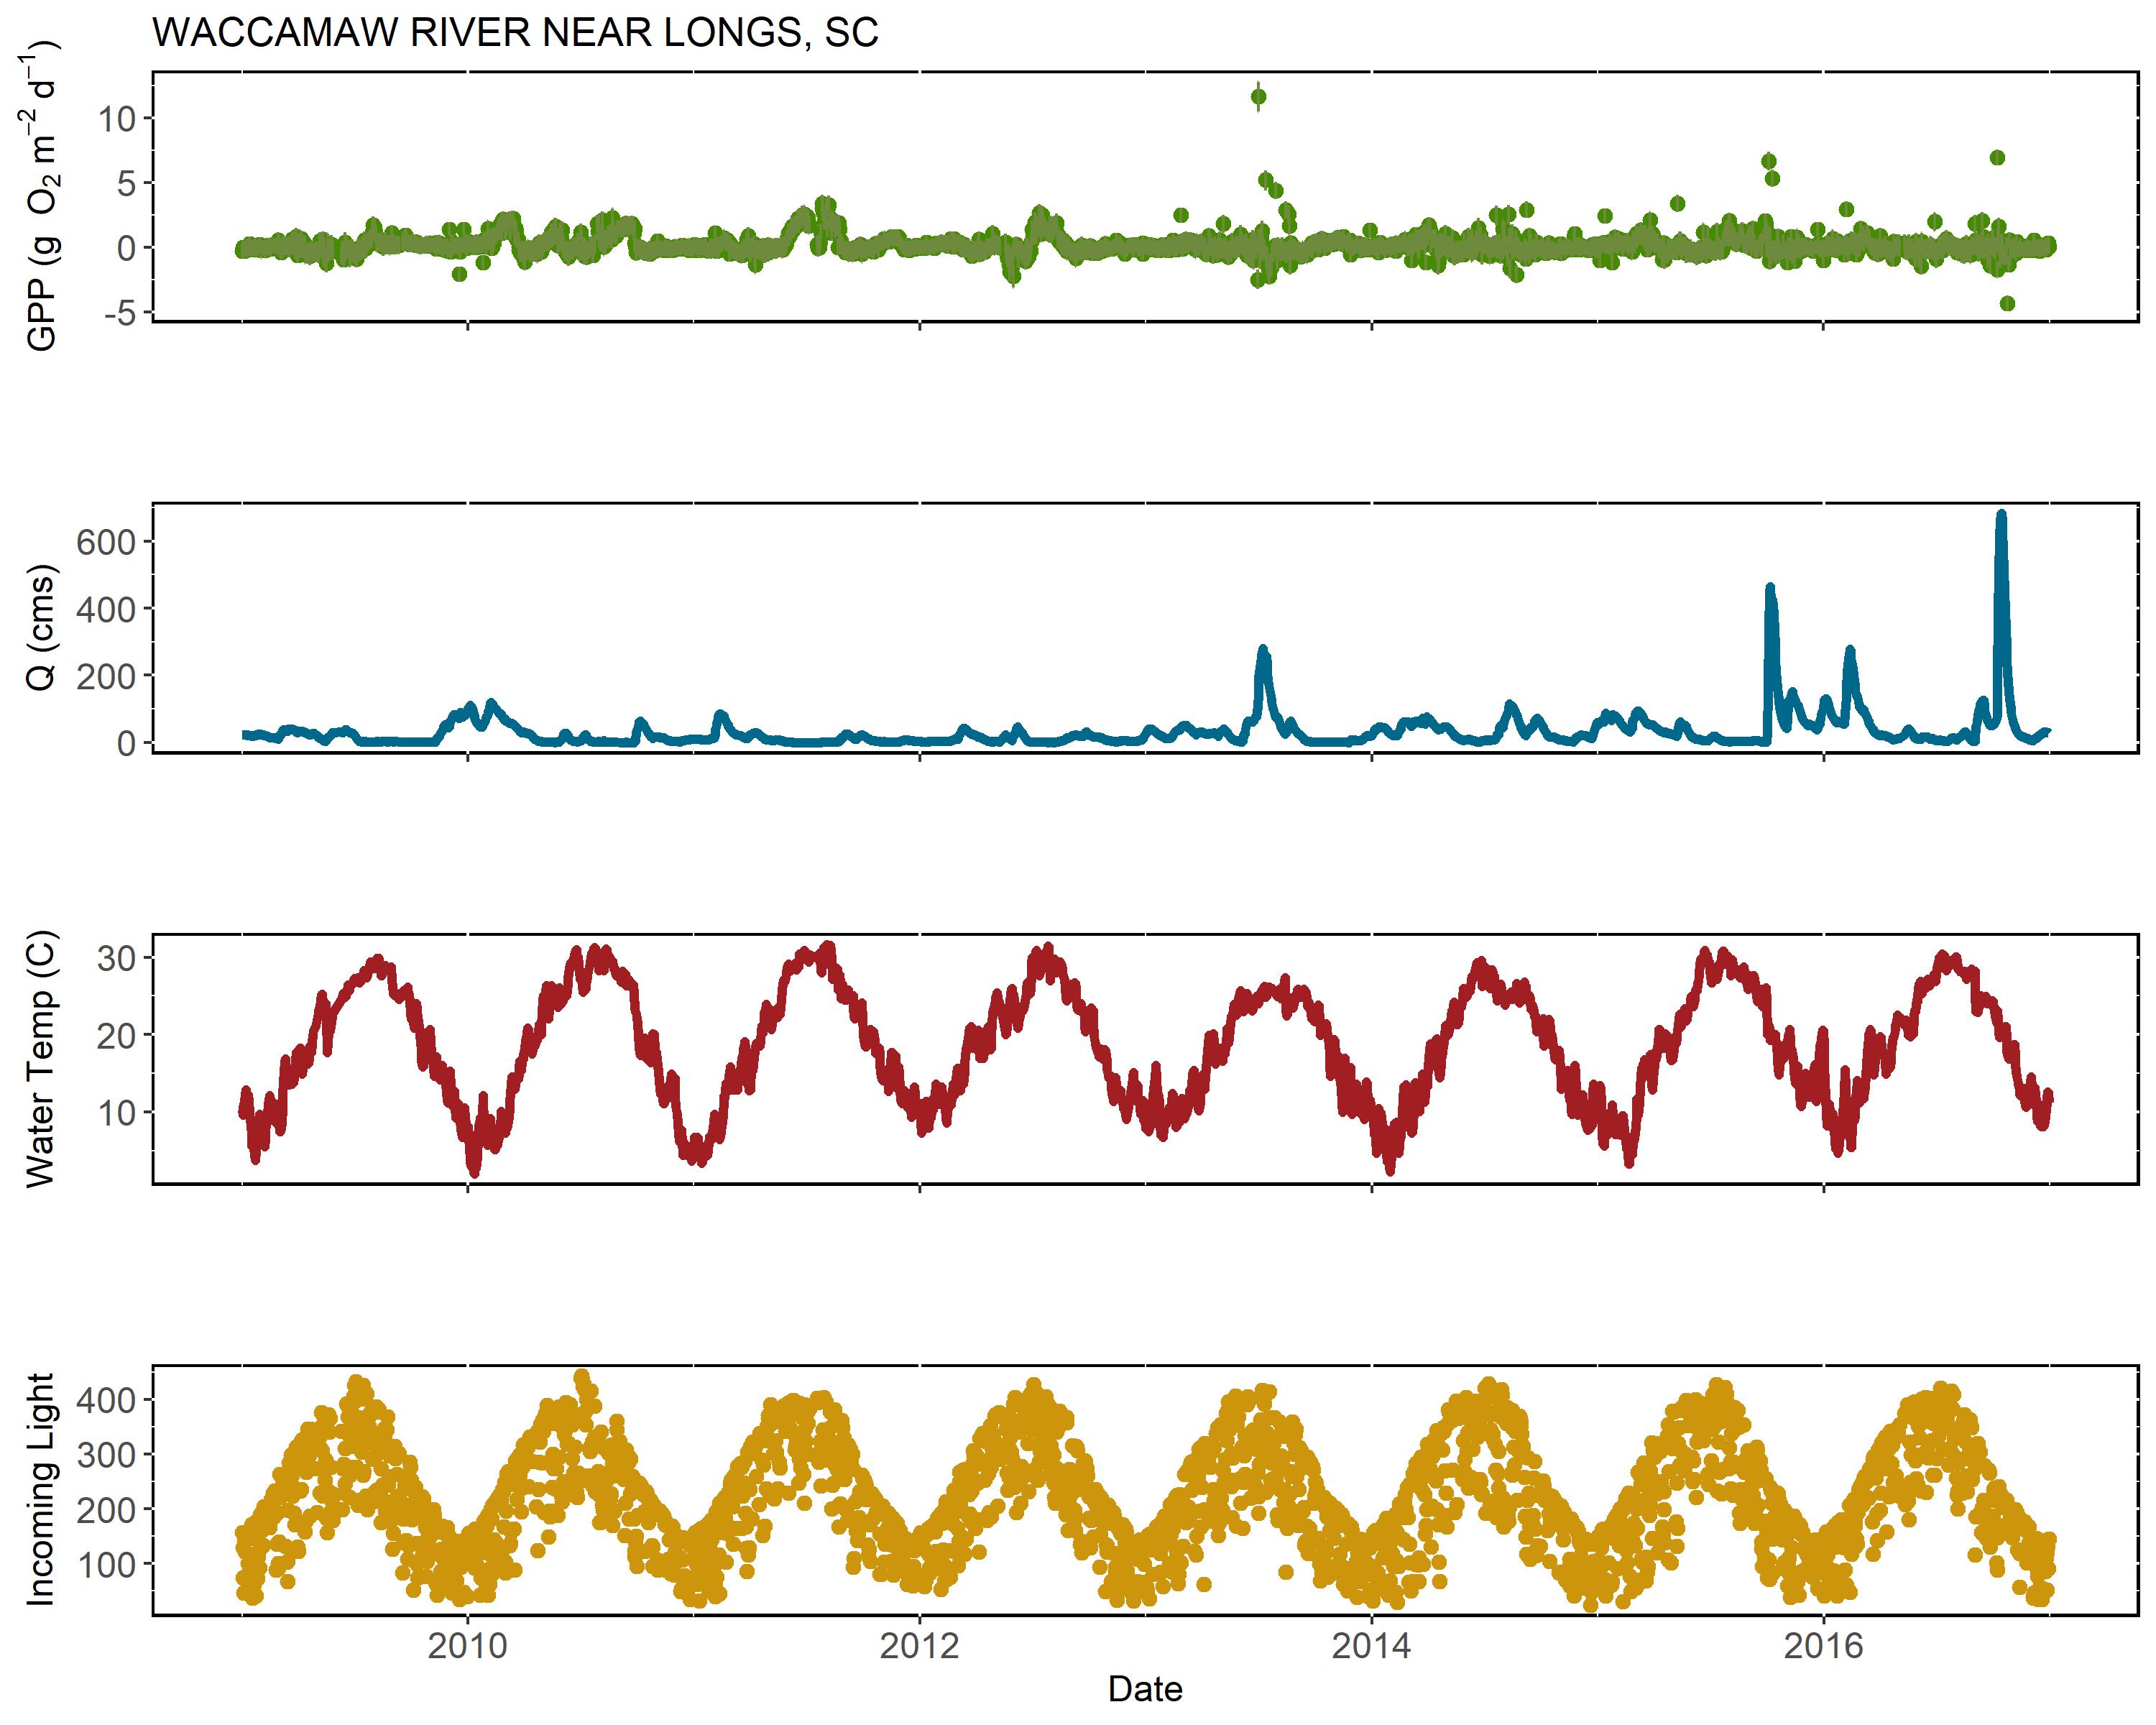 WACCAMAW RIVER NEAR LONGS, SC
GPP (g O₂ m⁻² d⁻¹)
10
5
0
-5
Q (cms)
600
400
200
0
Water Temp (C)
30
20
10
Incoming Light
400
300
200
100
2010 2012 2014 2016
Date